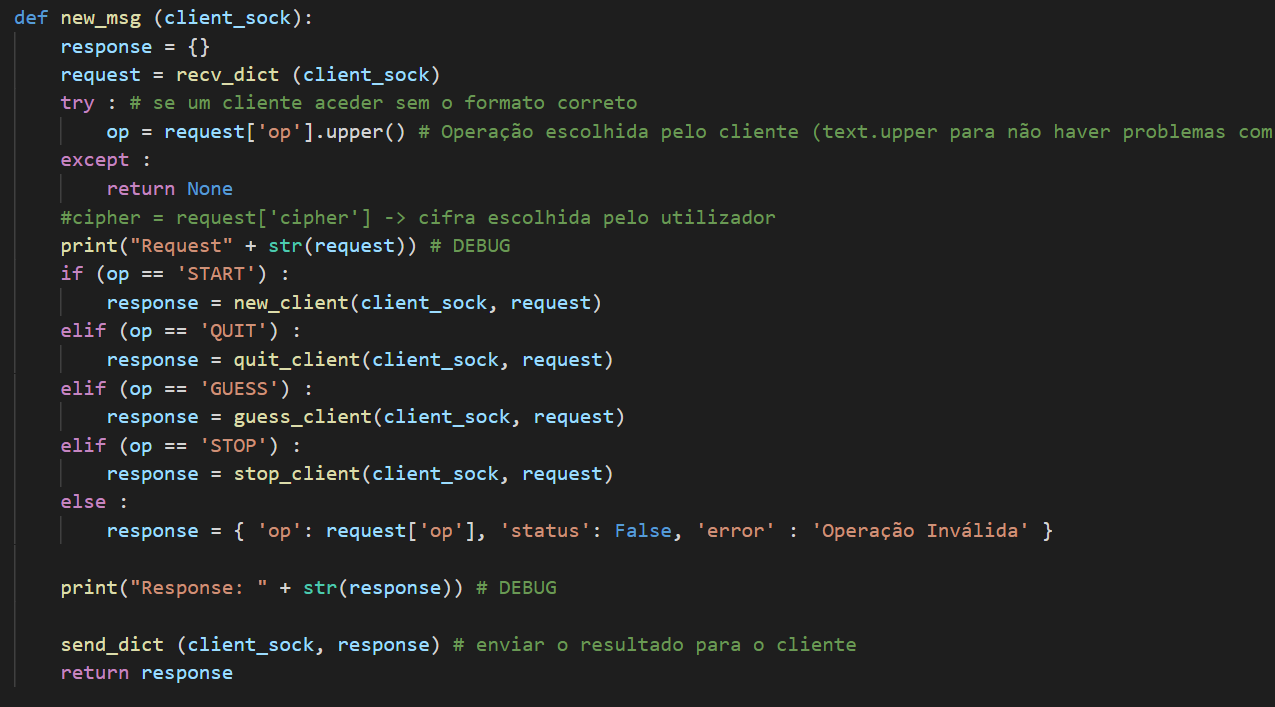 def new_msg (client_sock):
    response = {}
    request = recv_dict (client_sock)
    try : # se um cliente aceder sem o formato correto
        op = request['op'].upper() # Operação escolhida pelo cliente (text.upper para não haver problemas com
    except :
        return None
    #cipher = request['cipher'] -> cifra escolhida pelo utilizador
    print("Request" + str(request)) # DEBUG
    if (op == 'START') :
        response = new_client(client_sock, request)
    elif (op == 'QUIT') :
        response = quit_client(client_sock, request)
    elif (op == 'GUESS') :
        response = guess_client(client_sock, request)
    elif (op == 'STOP') :
        response = stop_client(client_sock, request)
    else :
        response = { 'op': request['op'], 'status': False, 'error' : 'Operação Inválida' }
    print("Response: " + str(response)) # DEBUG
    send_dict (client_sock, response) # enviar o resultado para o cliente
    return response